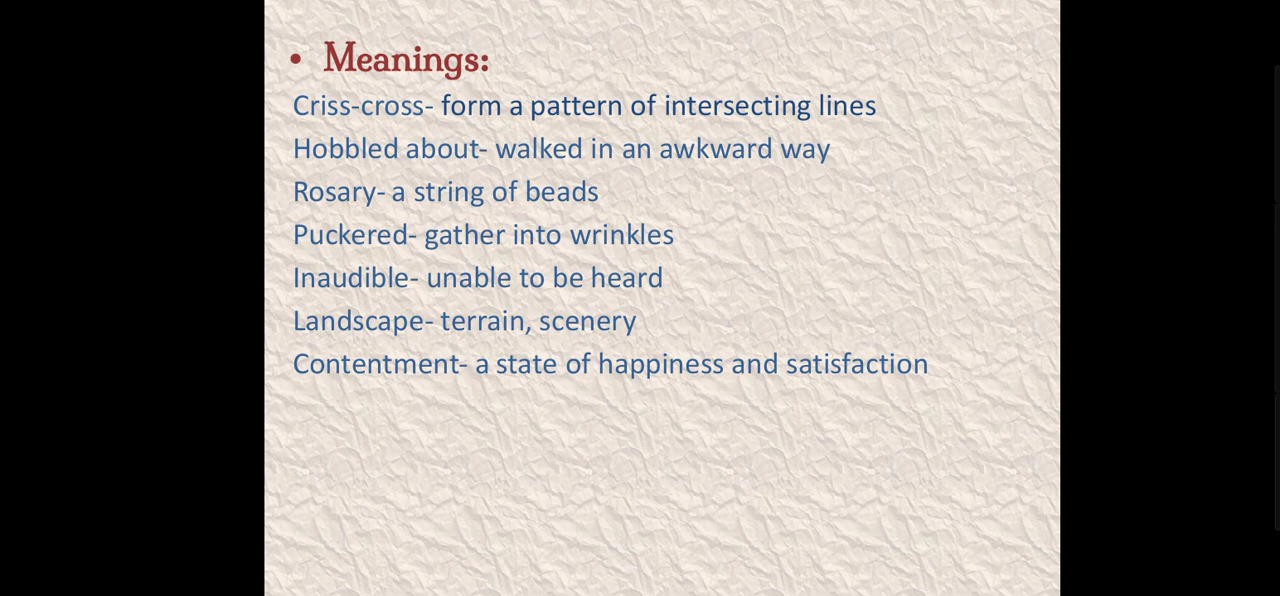 • Meanings:
Criss-cross- form a pattern of intersecting lines
Hobbled about- walked in an awkward way
Rosary- a string of beads
Puckered- gather into wrinkles
Inaudible- unable to be heard
Landscape- terrain, scenery
Contentment- a state of happiness and satisfaction